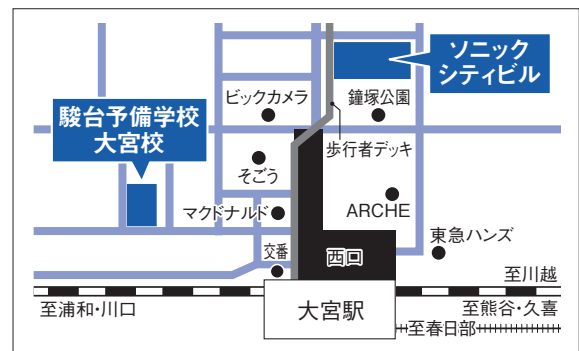 ソニック
シティビル
ビックカメラ
鐘塚公園
駿台予備学校
大宮校
歩行者デッキ
そごう
マクドナルド
ARCHE
東急ハンズ
交番
西口
至川越
大宮駅
至浦和・川口
至熊谷・久喜
至春日部